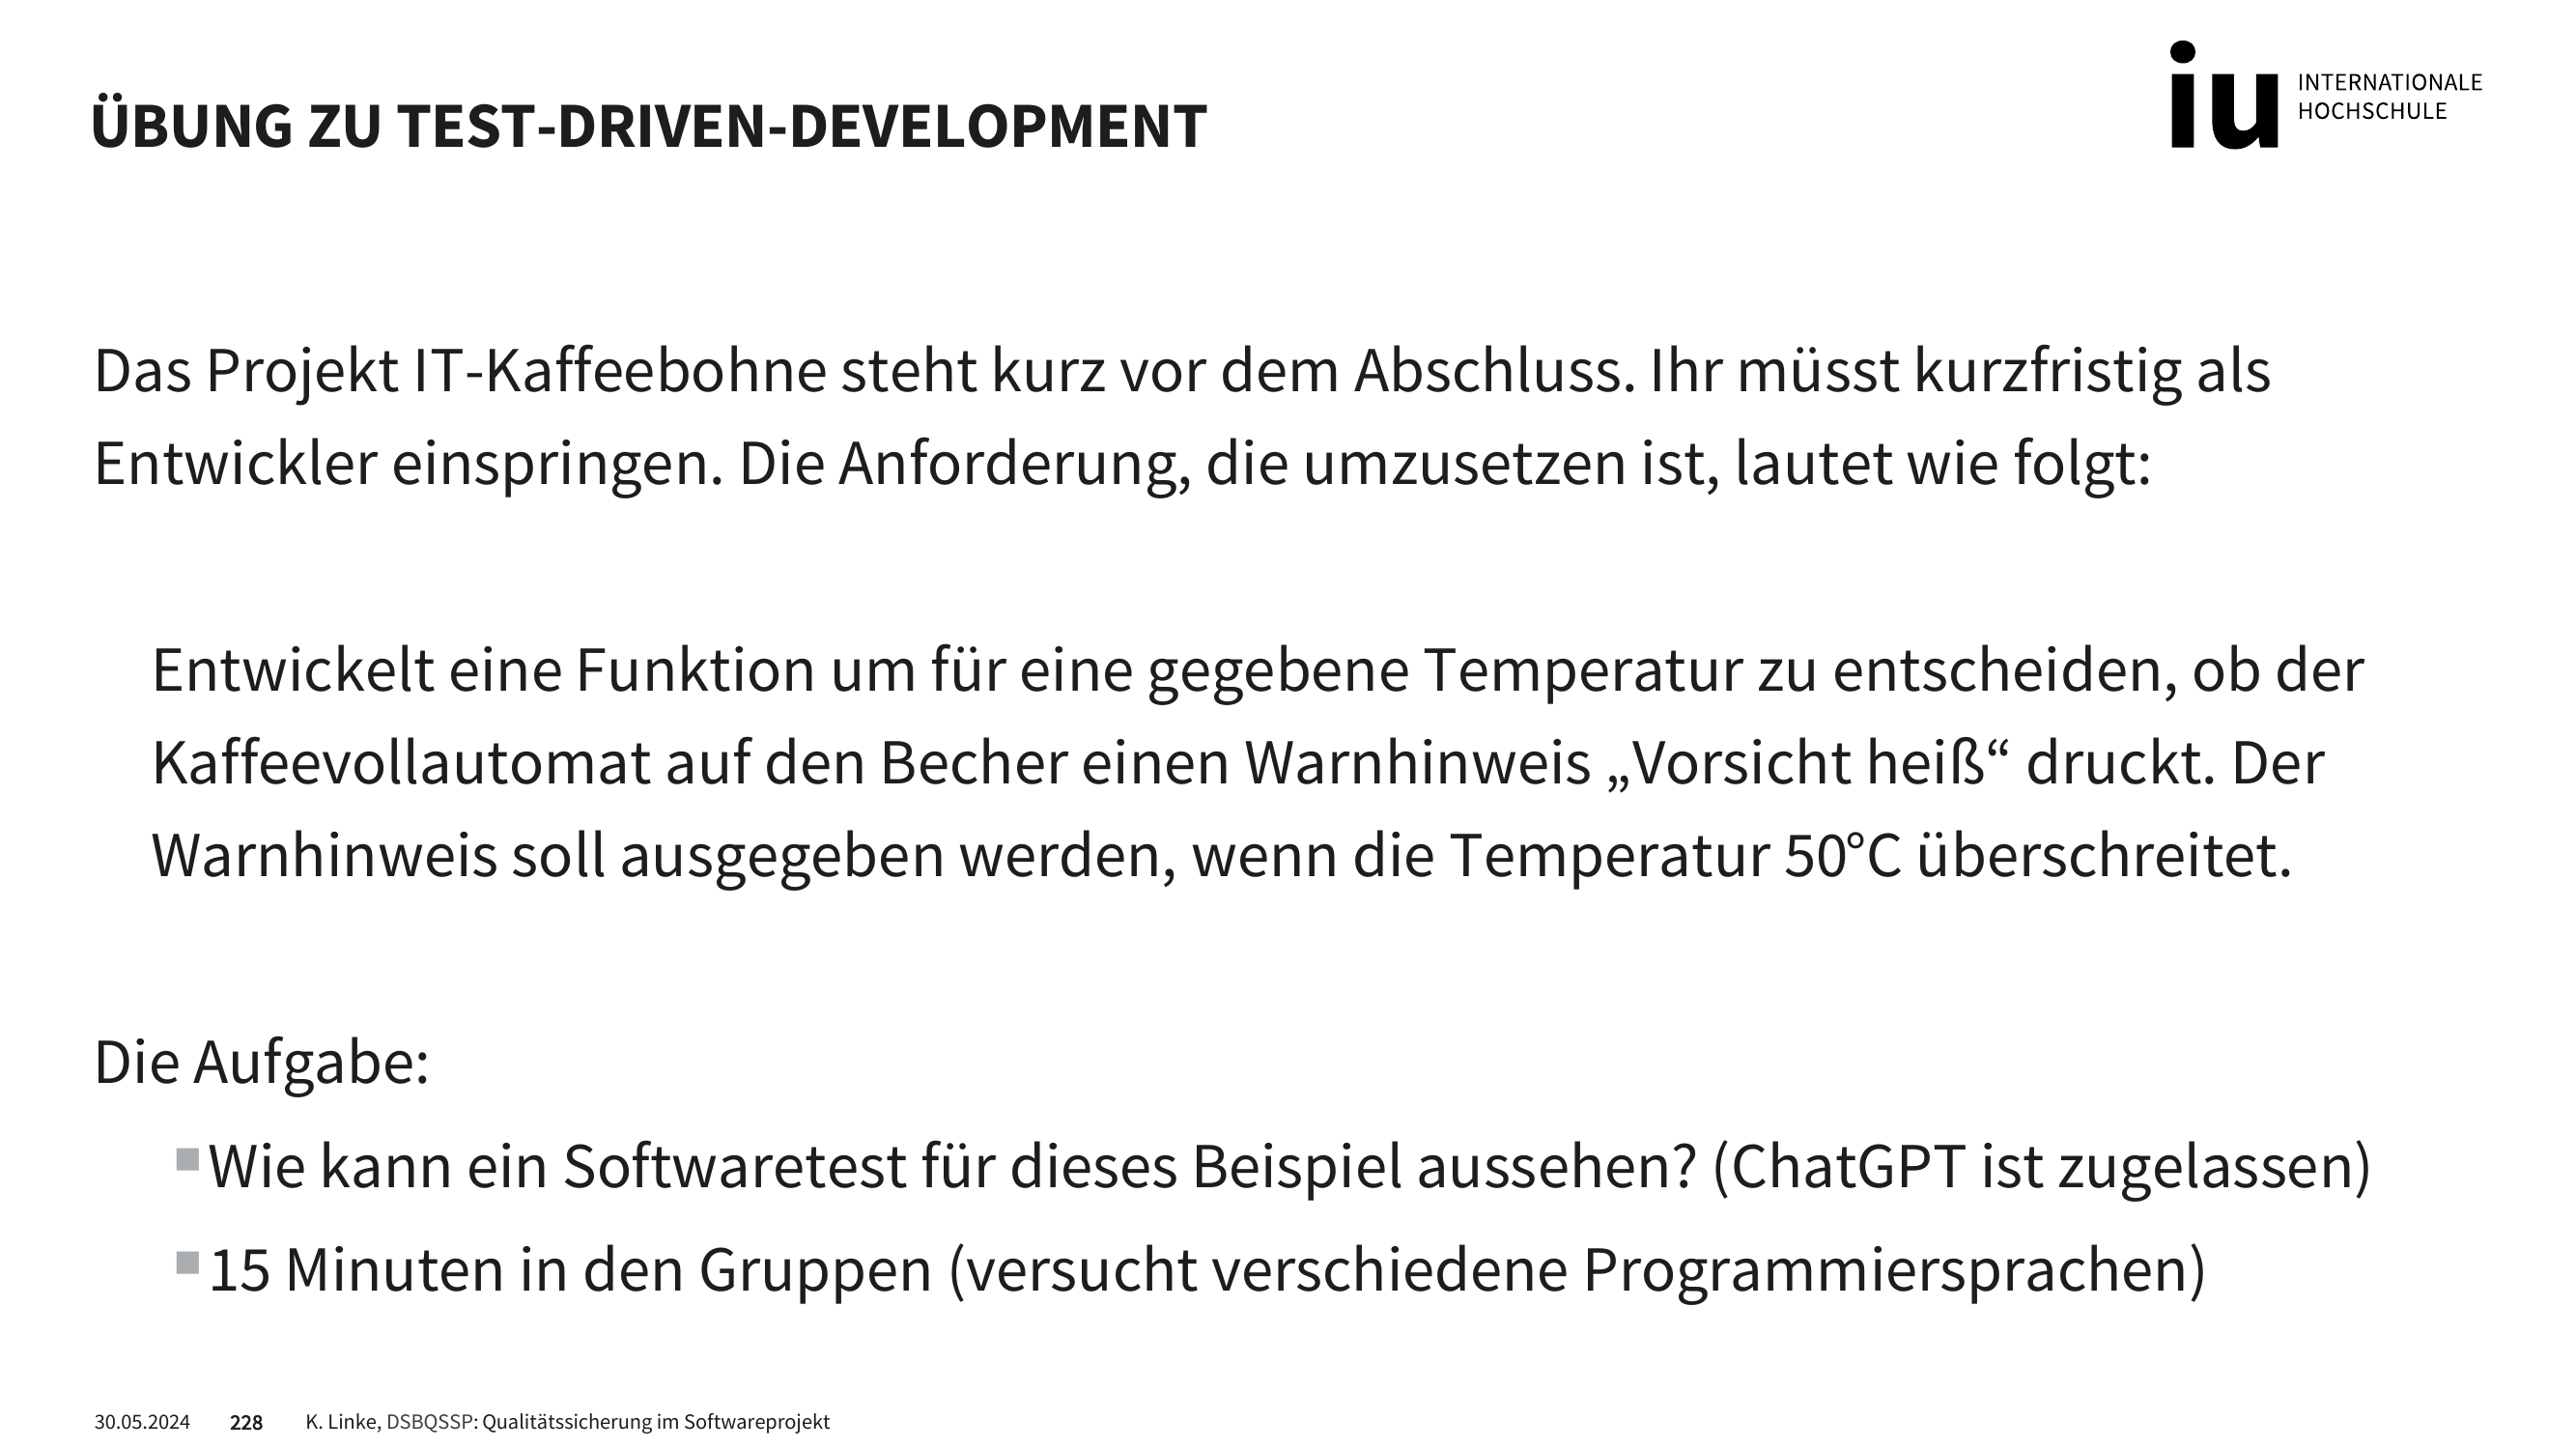 ÜBUNG ZU TEST-DRIVEN-DEVELOPMENT
iu INTERNATIONALE
HOCHSCHULE
Das Projekt IT-Kaffeebohne steht kurz vor dem Abschluss. Ihr müsst kurzfristig als
Entwickler einspringen. Die Anforderung, die umzusetzen ist, lautet wie folgt:
Entwickelt eine Funktion um für eine gegebene Temperatur zu entscheiden, ob der
Kaffeevollautomat auf den Becher einen Warnhinweis „Vorsicht heiß“ druckt. Der
Warnhinweis soll ausgegeben werden, wenn die Temperatur 50°C überschreitet.
Die Aufgabe:
Wie kann ein Softwaretest für dieses Beispiel aussehen? (ChatGPT ist zugelassen)
15 Minuten in den Gruppen (versucht verschiedene Programmiersprachen)
30.05.2024 228 K. Linke, DSBQSSP: Qualitätssicherung im Softwareprojekt